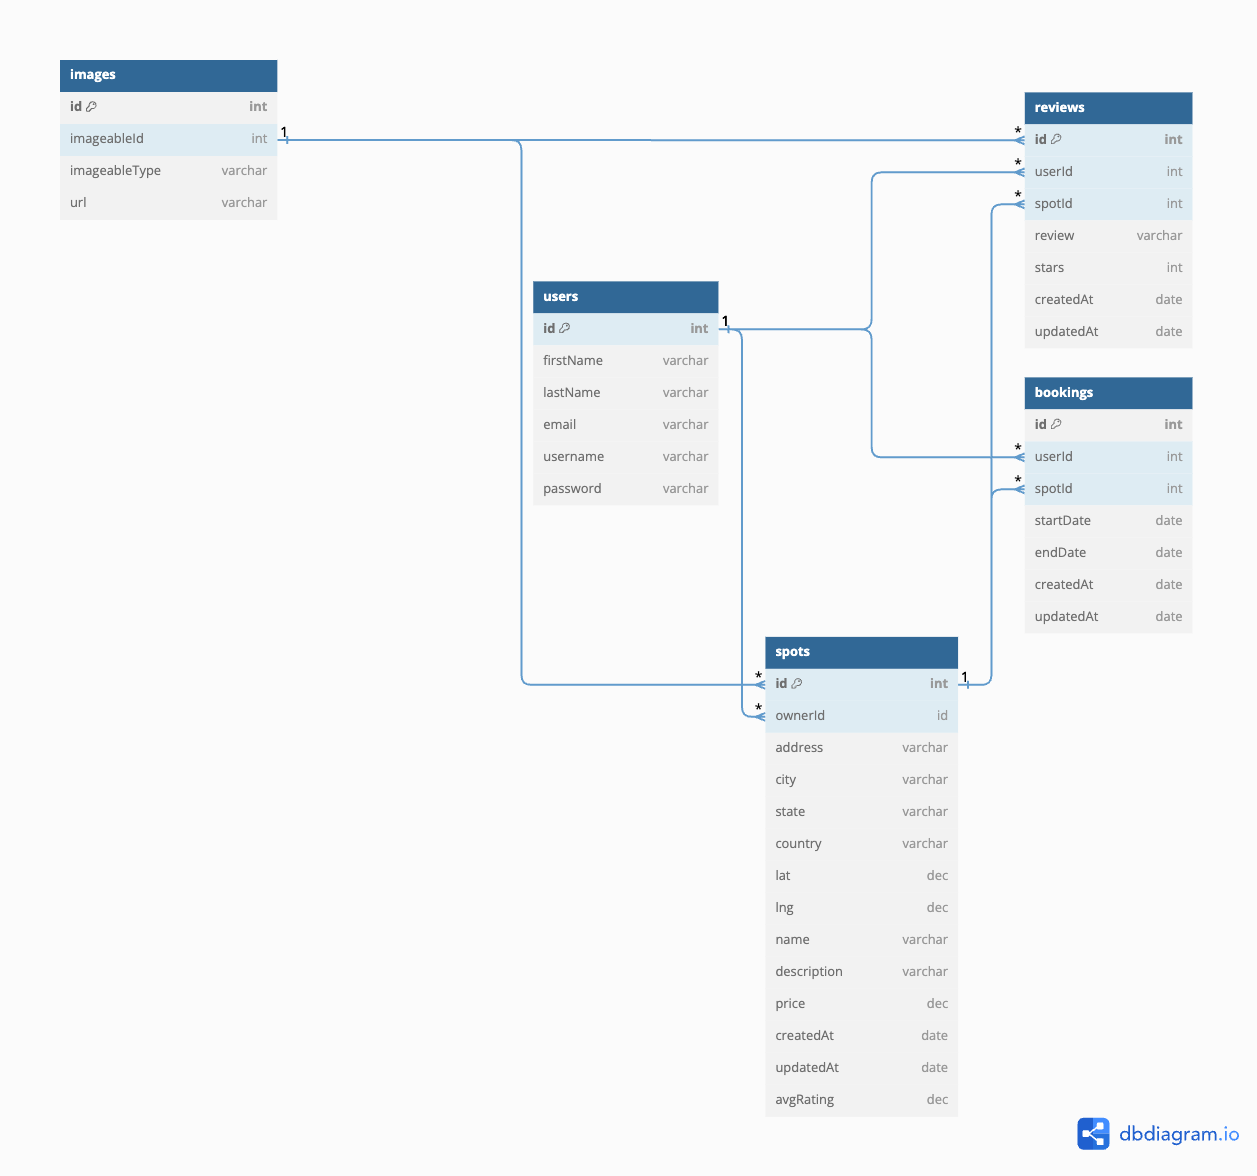 images
id int
imageableId int
imageableType varchar
url varchar
1
*
*
*
reviews
id int
userId int
spotId int
review varchar
stars int
createdAt date
updatedAt date
users
id int
firstName varchar
lastName varchar
email varchar
username varchar
password varchar
1
*
*
bookings
id int
userId int
spotId int
startDate date
endDate date
createdAt date
updatedAt date
*
*
1
spots
id int
ownerId id
address varchar
city varchar
state varchar
country varchar
lat dec
lng dec
name varchar
description varchar
price dec
createdAt date
updatedAt date
avgRating dec
dbdiagram.io